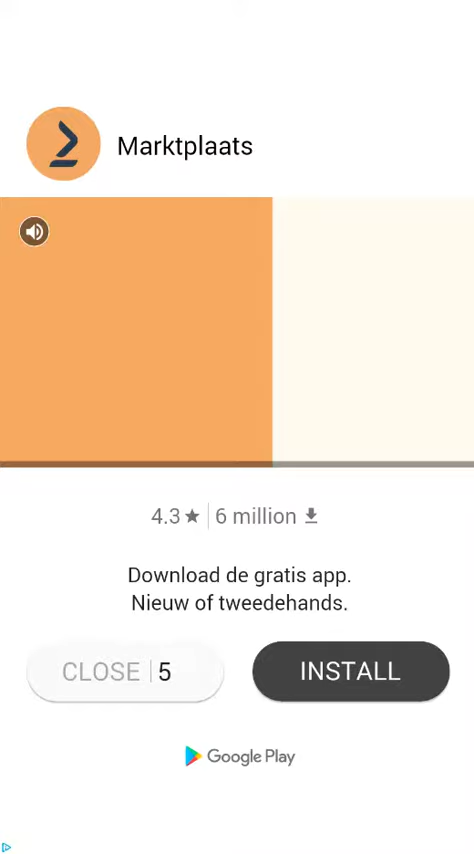 Marktplaats
4.3 ★ | 6 million
Download de gratis app.
Nieuw of tweedehands.
CLOSE | 5
INSTALL
Google Play